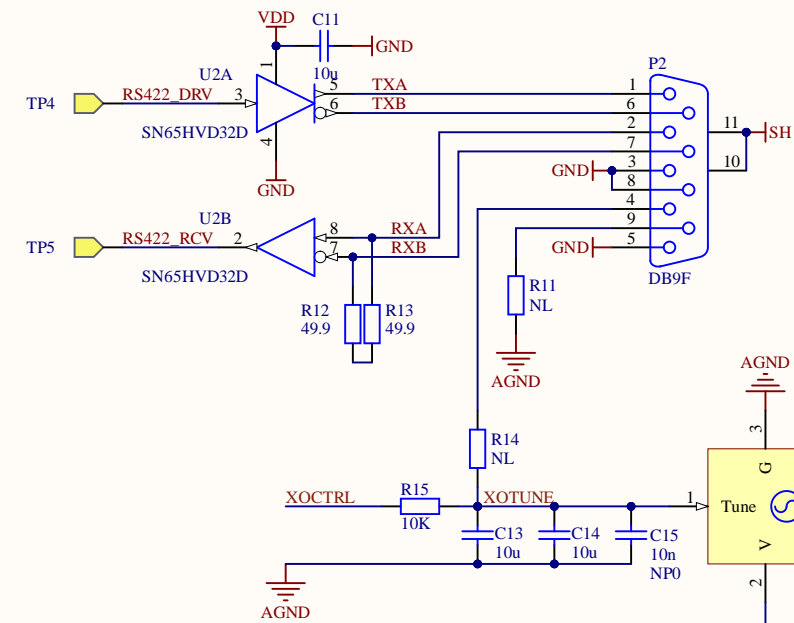 VDD
C11
GND
10u
1
U2A
TP4
RS422_DRV
3
5
TXA
6
TXB
SN65HVD32D
4
GND
P2
1
6
2
7
GND
3
8
4
9
GND
5
11
SH
10
DB9F
U2B
TP5
RS422_RCV
2
8
RXA
7
RXB
SN65HVD32D
R12
49.9
R13
49.9
R11
NL
AGND
AGND
R14
NL
3
G
XOCTRL
R15
10K
XOTUNE
1
Tune
C13
10u
C14
10u
C15
10n
NP0
V
2
AGND